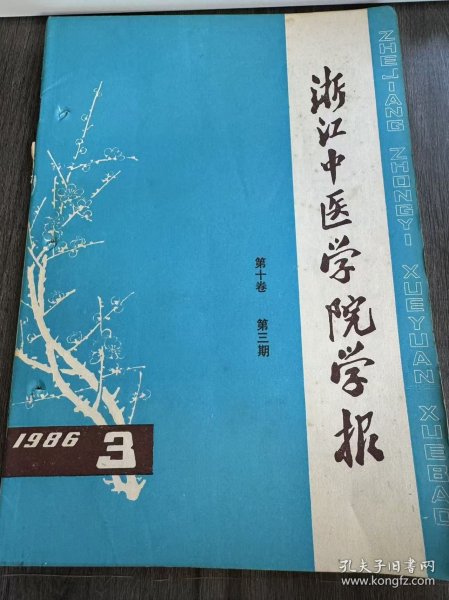 浙江中医学院学报
ZHEJIANG ZHONGYI XUEYUAN XUEBAO
第十卷 第三期
1986 3
孔夫子旧书网
www.kongfz.com